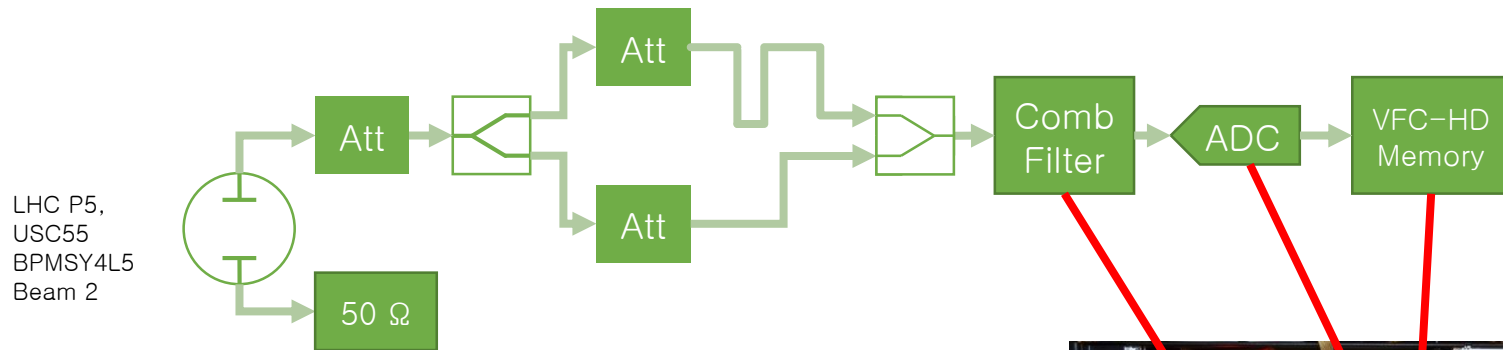 LHC P5,
USC55
BPMSY4L5
Beam 2
Att
50 Ω
Att
Att
Comb
Filter
ADC
VFC-HD
Memory